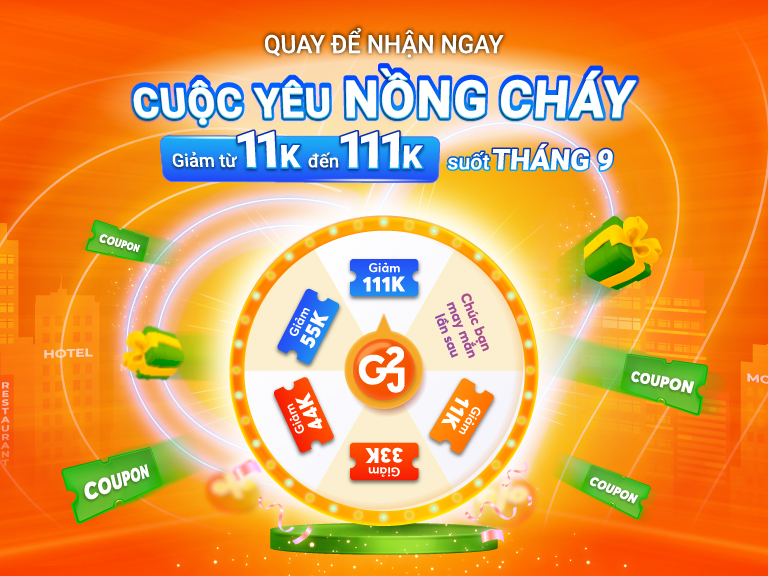 QUAY ĐỂ NHẬN NGAY
CUỘC YÊU NỒNG CHÁY
Giảm từ 11K đến 111K suốt THÁNG 9
COUPON
Giảm
111K
Chúc bạn
may mắn
lần sau
Giảm
55K
G2J
HOTEL
COUPON
RESTAURANT
Giảm
44K
Giảm
11K
Giảm
33K
COUPON
COUPON